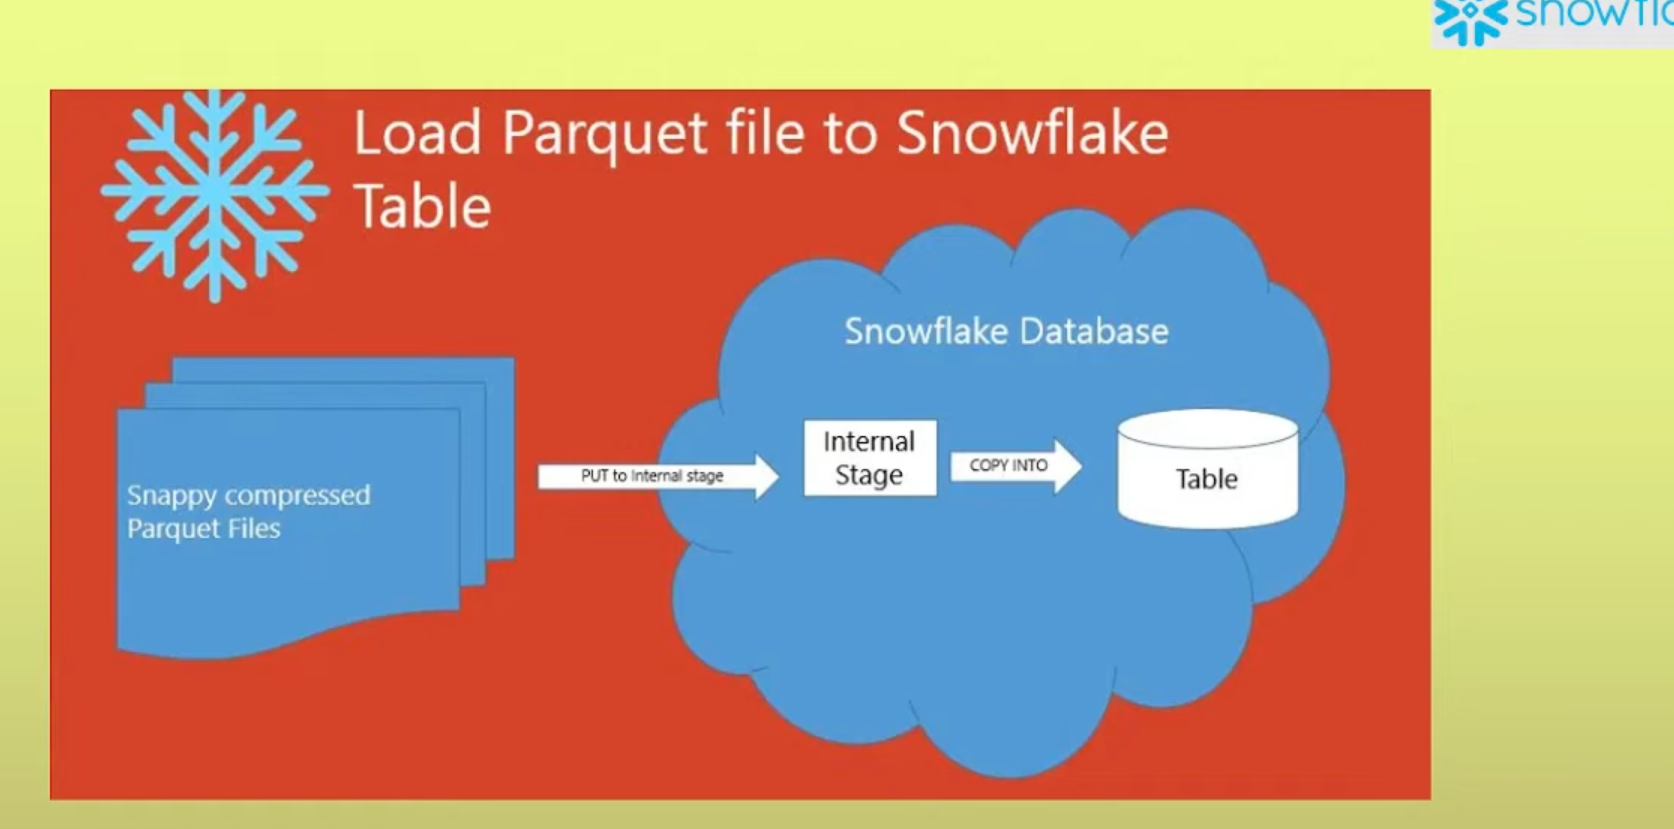 Load Parquet file to Snowflake
Table
Snowflake Database
Snappy compressed
Parquet Files
PUT to Internal stage
Internal
Stage
COPY INTO
Table